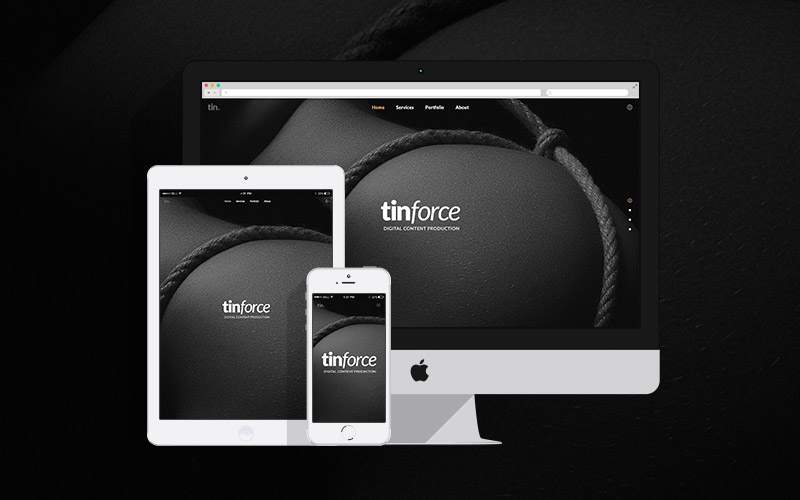 tin.
Home Services Portfolio About
tinforce
DIGITAL CONTENT PRODUCTION
Home Services Portfolio About
tinforce
DIGITAL CONTENT PRODUCTION
tin.
tinforce
DIGITAL CONTENT PRODUCTION